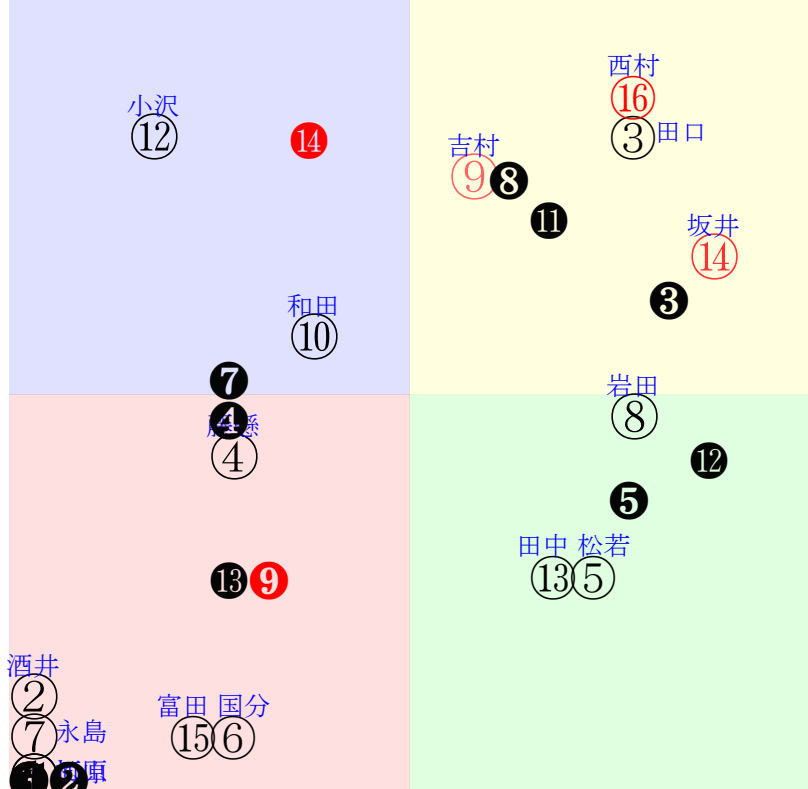 西村
⑯
小沢
⑫
⓮
③田口
吉村
⑨❽
⓫
坂井
⑭
❸
和田
⑩
❼
岩田
⑧
❹
④
⓬
❺
田中 松若
⑬⑤
⓭❾
酒井
②
富田 国分
⑦永島
⑮⑥
❷